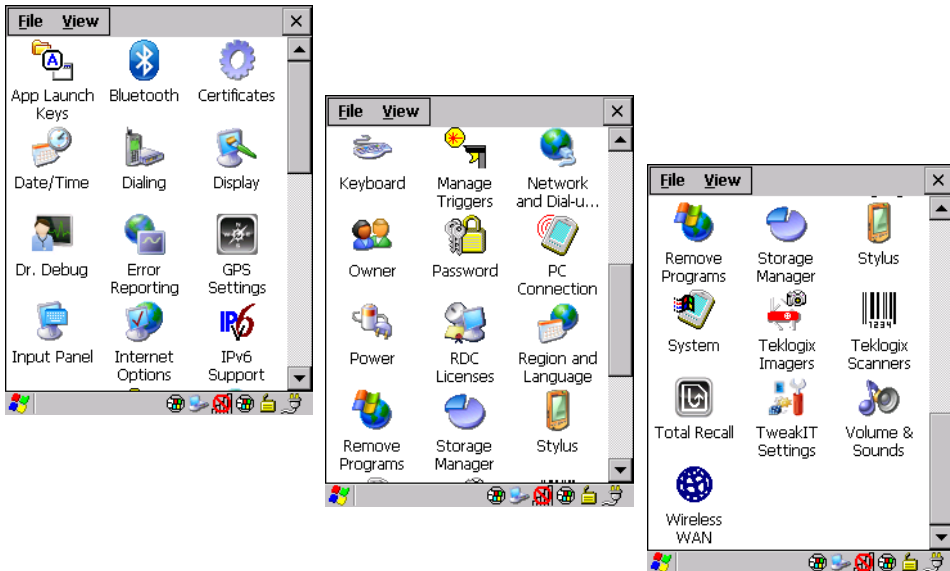 File View
App Launch Keys
Bluetooth
Certificates
Date/Time
Dialing
Display
Dr. Debug
Error Reporting
GPS Settings
Input Panel
Internet Options
IPv6 Support
File View
Keyboard
Manage Triggers
Network and Dial-u...
Owner
Password
PC Connection
Power
RDC Licenses
Region and Language
Remove Programs
Storage Manager
Stylus
File View
Remove Programs
Storage Manager
Stylus
System
Teklogix Imagers
1234
Teklogix Scanners
Total Recall
TweakIT Settings
Volume & Sounds
Wireless WAN